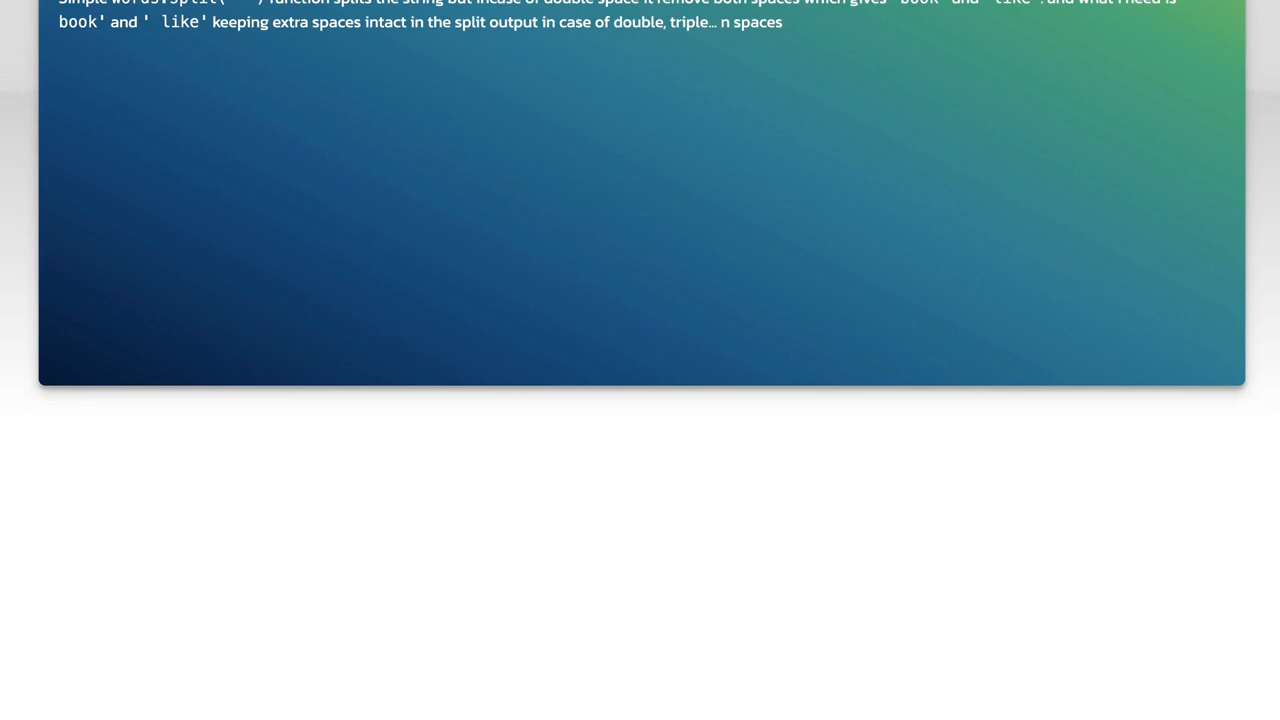 Simple words.split(' ') function splits the string but incase of double space it remove both spaces which gives 'book' and 'like'. and what i need is
book' and ' like' keeping extra spaces intact in the split output in case of double, triple... n spaces